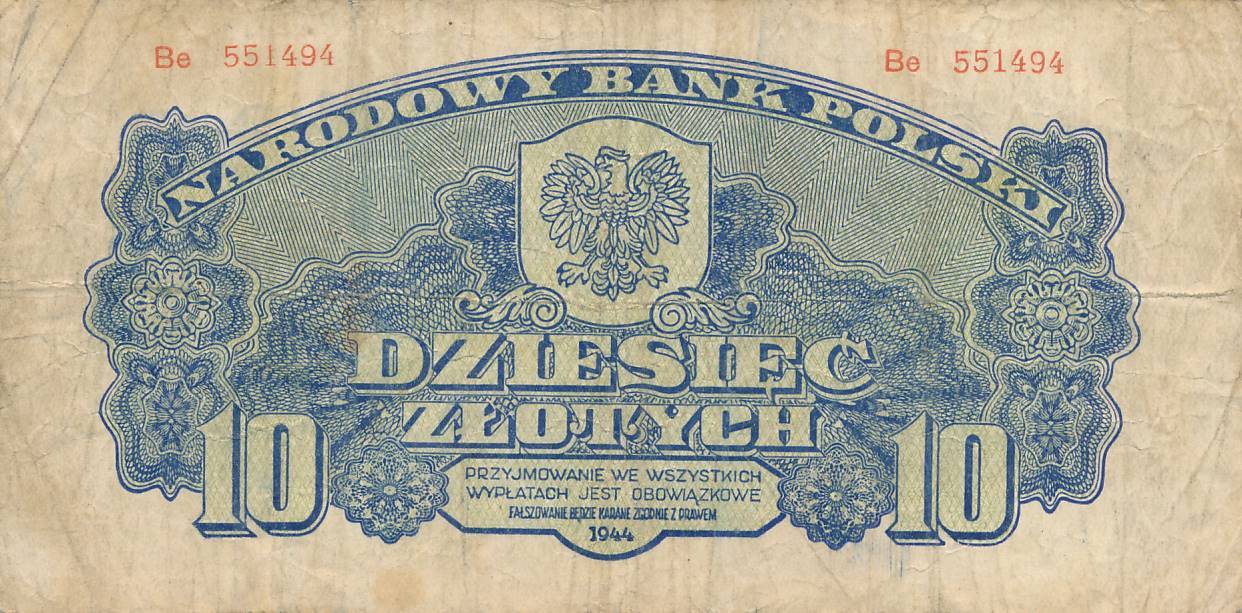 Be 551494
Be 551494
NARODOWY BANK POLSKI
DZIESIĘĆ
ZŁOTYCH
10
10
PRZYJMOWANIE WE WSZYSTKICH
WYPŁATACH JEST OBOWIĄZKOWE
FAŁSZOWANIE BĘDZIE KARANE ZGODNIE Z PRAWEM
1944